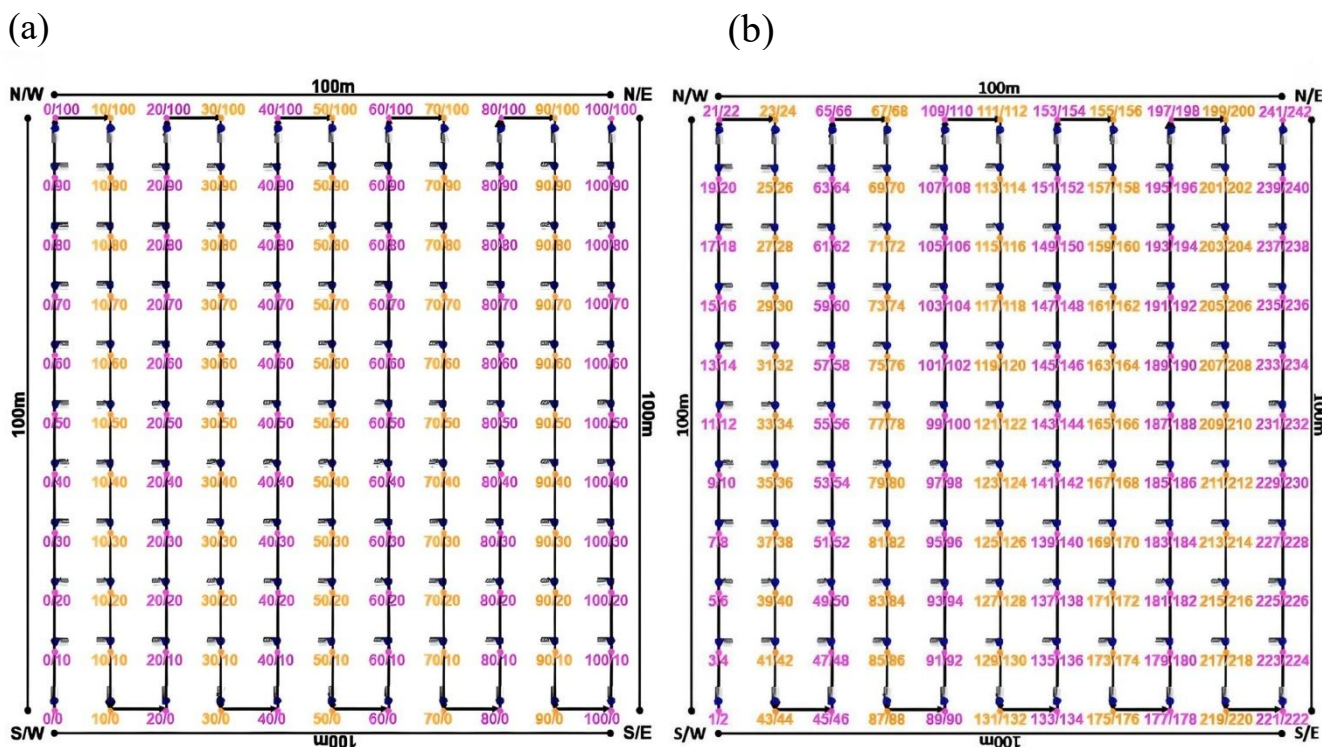 (a)
100m
N/W N/E
0/100 10/100 20/100 30/100 40/100 50/100 60/100 70/100 80/100 90/100 100/100
0/90 10/90 20/90 30/90 40/90 50/90 60/90 70/90 80/90 90/90 100/90
0/80 10/80 20/80 30/80 40/80 50/80 60/80 70/80 80/80 90/80 100/80
0/70 10/70 20/70 30/70 40/70 50/70 60/70 70/70 80/70 90/70 100/70
0/60 10/60 20/60 30/60 40/60 50/60 60/60 70/60 80/60 90/60 100/60
100m
0/50 10/50 20/50 30/50 40/50 50/50 60/50 70/50 80/50 90/50 100/50
100m
0/40 10/40 20/40 30/40 40/40 50/40 60/40 70/40 80/40 90/40 100/40
0/30 10/30 20/30 30/30 40/30 50/30 60/30 70/30 80/30 90/30 100/30
0/20 10/20 20/20 30/20 40/20 50/20 60/20 70/20 80/20 90/20 100/20
0/10 10/10 20/10 30/10 40/10 50/10 60/10 70/10 80/10 90/10 100/10
0/0 10/0 20/0 30/0 40/0 50/0 60/0 70/0 80/0 90/0 100/0
S/W S/E
100m
(b)
100m
N/W N/E
21/22 23/24 65/66 67/68 109/110 111/112 153/154 155/156 197/198 199/200 241/242
19/20 25/26 63/64 69/70 107/108 113/114 151/152 157/158 195/196 201/202 239/240
17/18 27/28 61/62 71/72 105/106 115/116 149/150 159/160 193/194 203/204 237/238
15/16 29/30 59/60 73/74 103/104 117/118 147/148 161/162 191/192 205/206 235/236
13/14 31/32 57/58 75/76 101/102 119/120 145/146 163/164 189/190 207/208 233/234
100m
11/12 33/34 55/56 77/78 99/100 121/122 143/144 165/166 187/188 209/210 231/232
100m
9/10 35/36 53/54 79/80 97/98 123/124 141/142 167/168 185/186 211/212 229/230
7/8 37/38 51/52 81/82 95/96 125/126 139/140 169/170 183/184 213/214 227/228
5/6 39/40 49/50 83/84 93/94 127/128 137/138 171/172 181/182 215/216 225/226
3/4 41/42 47/48 85/86 91/92 129/130 135/136 173/174 179/180 217/218 223/224
1/2 43/44 45/46 87/88 89/90 131/132 133/134 175/176 177/178 219/220 221/222
S/W S/E
100m